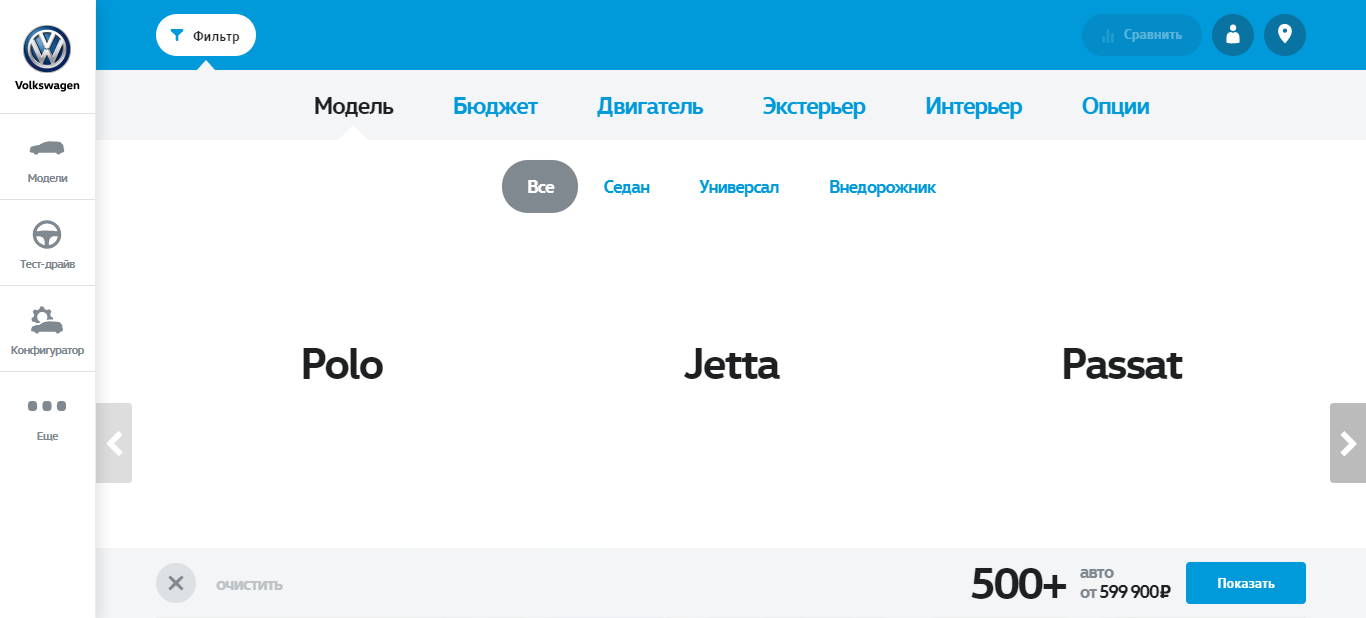 Volkswagen
Модели
Тест-драйв
Конфигуратор
Еще
Фильтр
Сравнить
Модель Бюджет Двигатель Экстерьер Интерьер Опции
Все Седан Универсал Внедорожник
Polo Jetta Passat
очистить
500+
авто
от 599 900₽
Показать